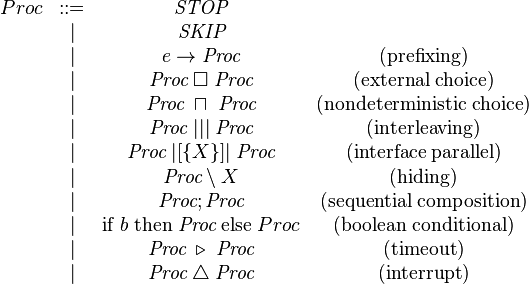 Proc ::= STOP
| SKIP
| e → Proc (prefixing)
| Proc □ Proc (external choice)
| Proc ⊓ Proc (nondeterministic choice)
| Proc ||| Proc (interleaving)
| Proc |[{X}]| Proc (interface parallel)
| Proc \ X (hiding)
| Proc; Proc (sequential composition)
| if b then Proc else Proc (boolean conditional)
| Proc ▷ Proc (timeout)
| Proc △ Proc (interrupt)